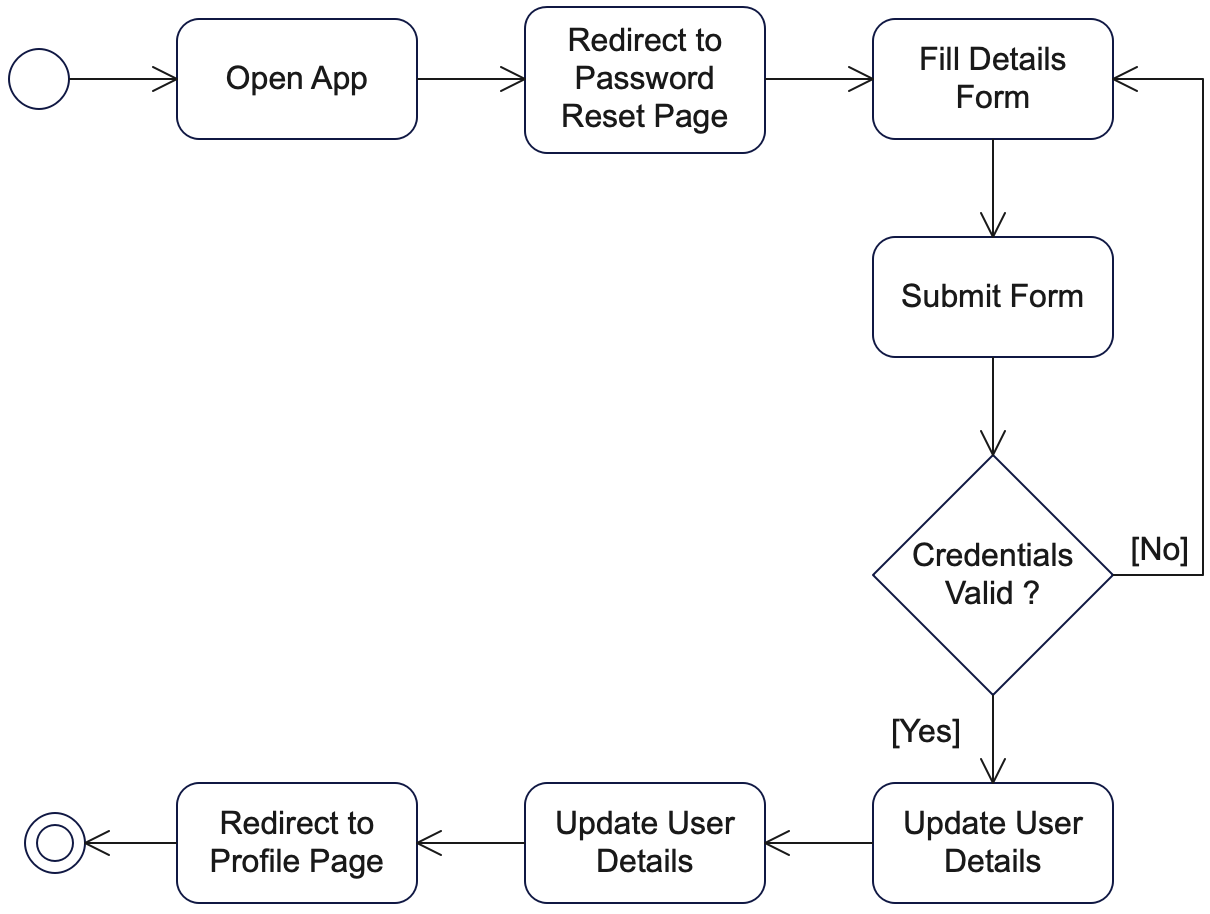 Open App
Redirect to
Password
Reset Page
Fill Details
Form
Submit Form
Credentials
Valid ?
[No]
[Yes]
Update User
Details
Update User
Details
Redirect to
Profile Page